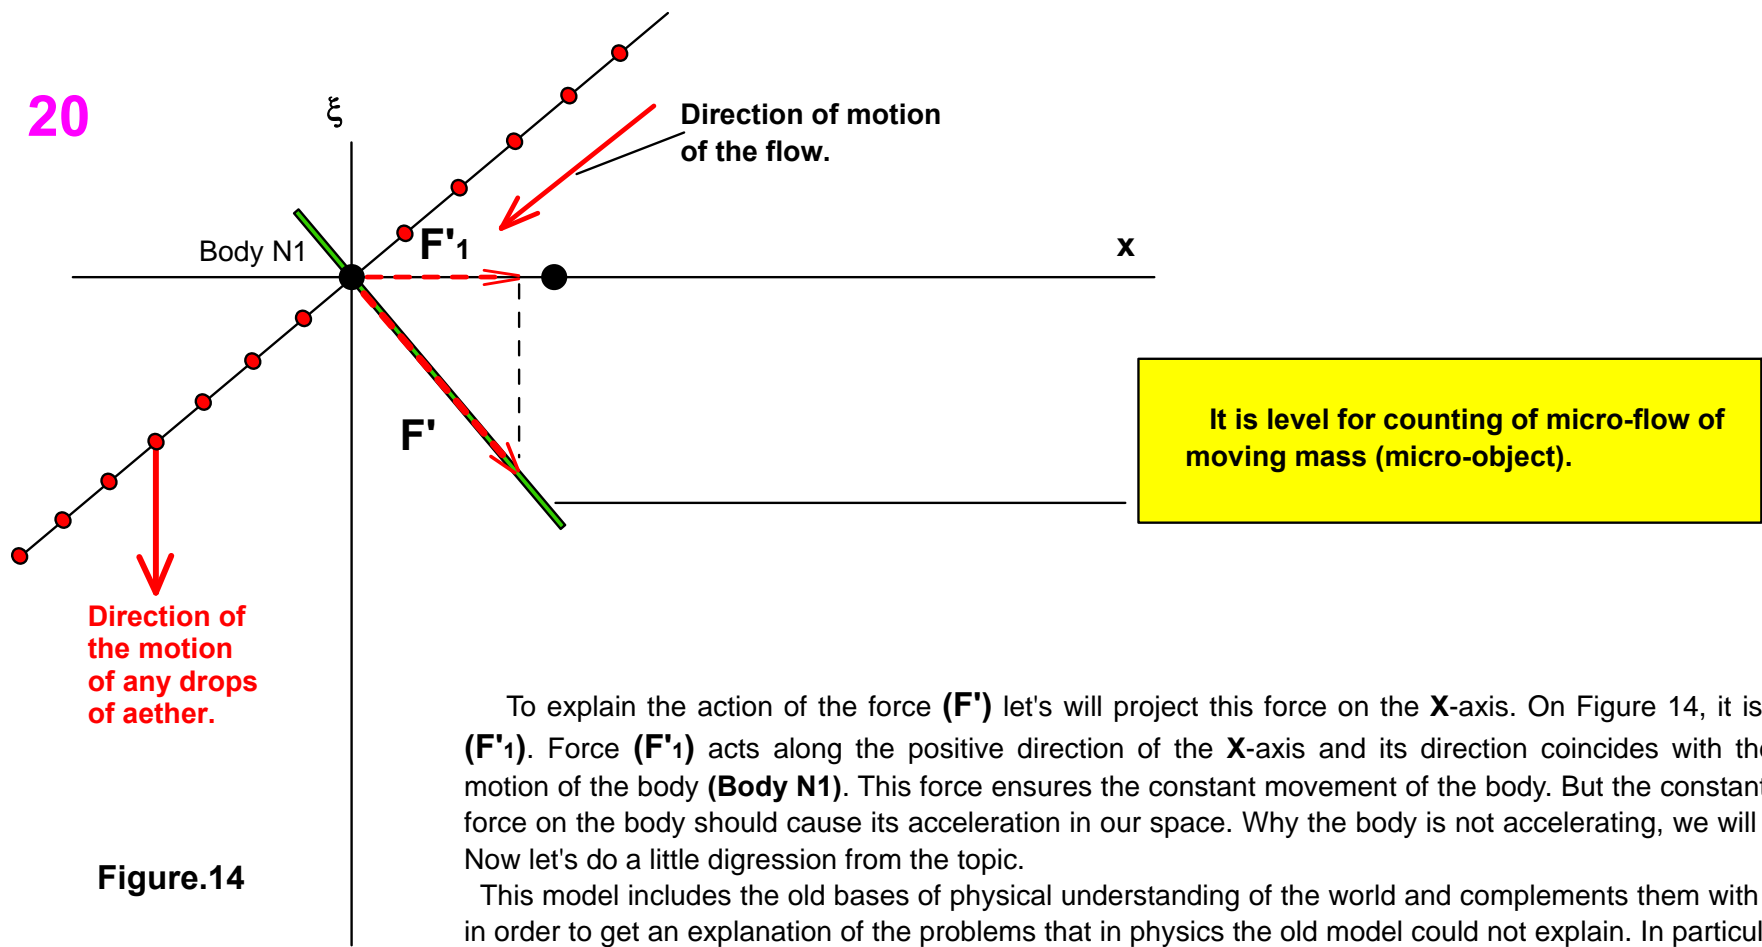 20
ξ
Direction of motion
of the flow.
Body N1
F'1
x
F'
It is level for counting of micro-flow of
moving mass (micro-object).
Direction of
the motion
of any drops
of aether.
Figure.14
To explain the action of the force (F') let's will project this force on the X-axis. On Figure 14, it is
(F'1). Force (F'1) acts along the positive direction of the X-axis and its direction coincides with the
motion of the body (Body N1). This force ensures the constant movement of the body. But the constant
force on the body should cause its acceleration in our space. Why the body is not accelerating, we will
Now let's do a little digression from the topic.
This model includes the old bases of physical understanding of the world and complements them with
in order to get an explanation of the problems that in physics the old model could not explain. In particul